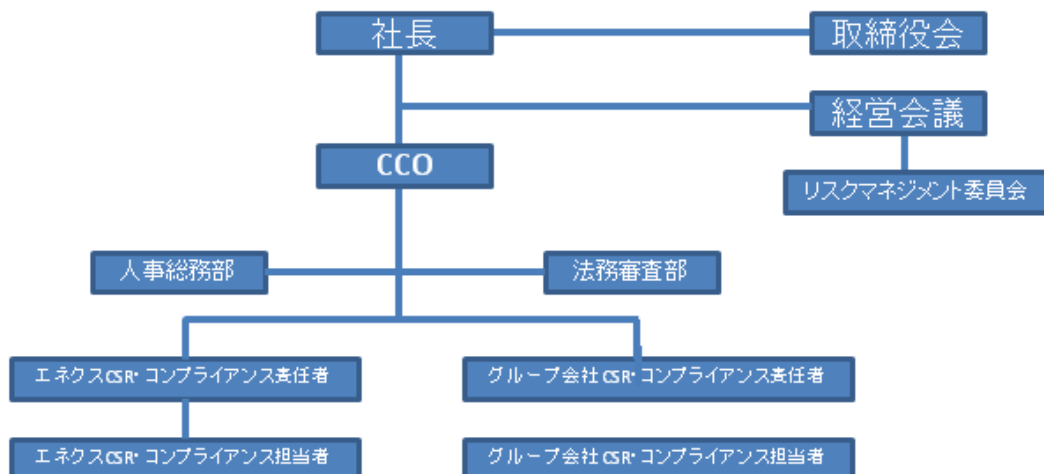 社長
取締役会
経営会議
CCO
リスクマネジメント委員会
人事総務部
法務審査部
エネクスCSR・コンプライアンス責任者
グループ会社CSR・コンプライアンス責任者
エネクスCSR・コンプライアンス担当者
グループ会社CSR・コンプライアンス担当者